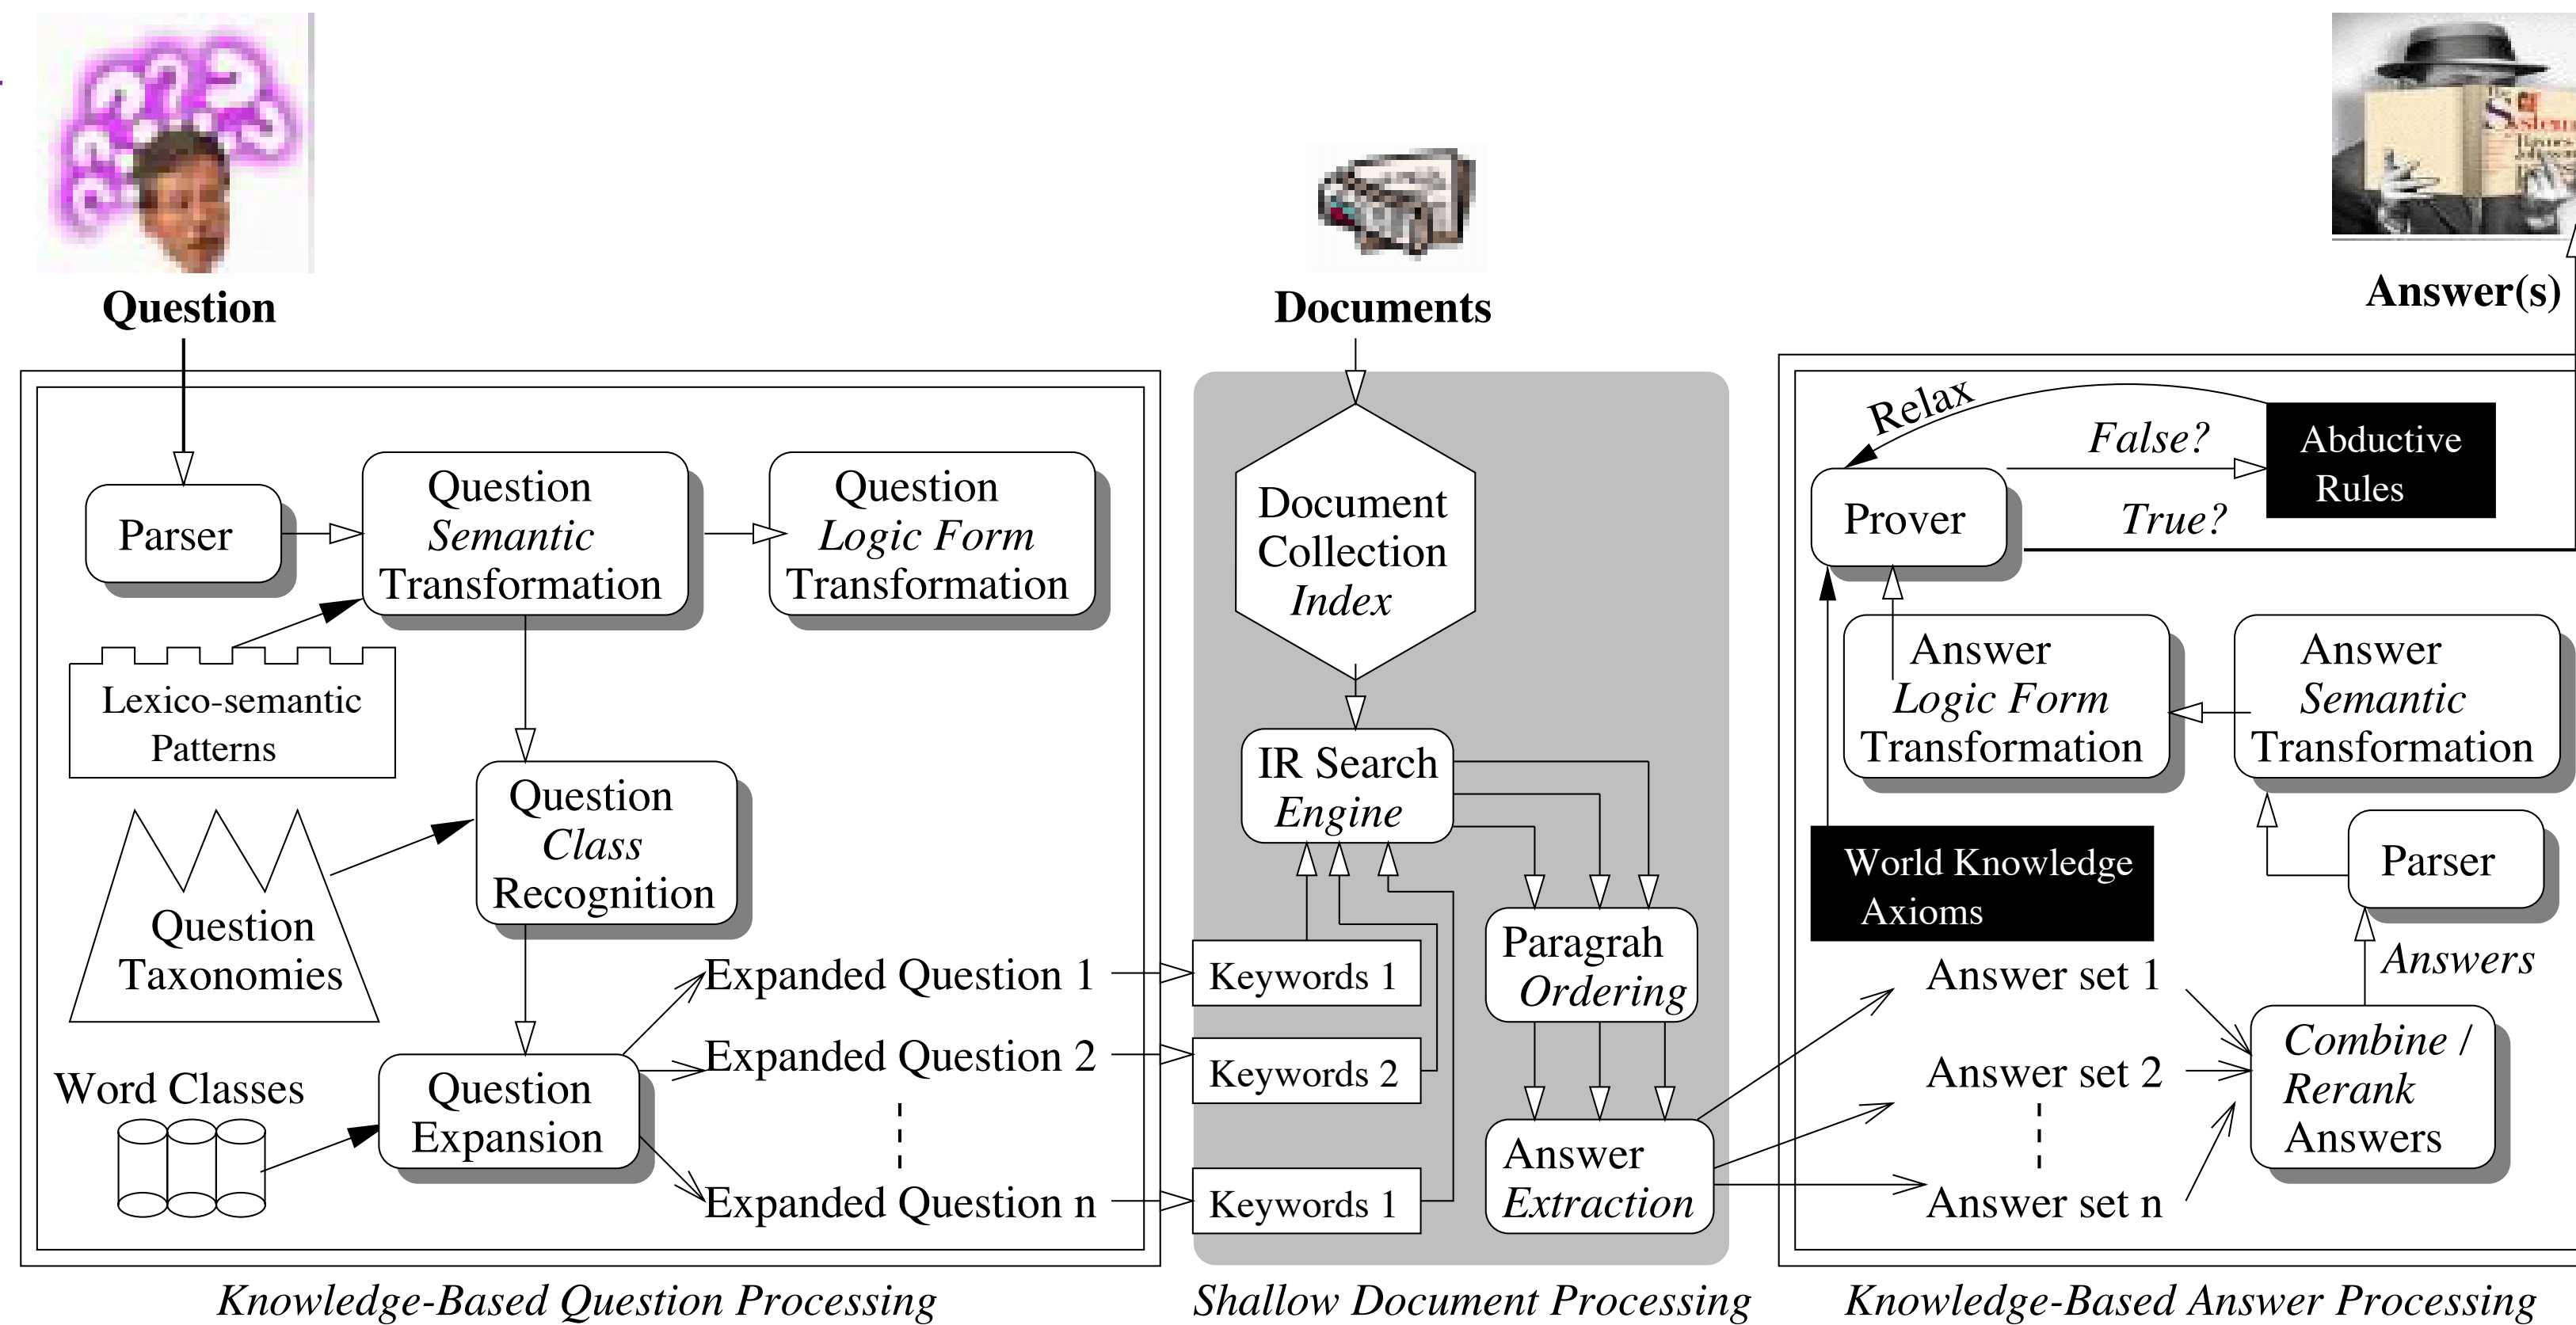 Question
Documents
Answer(s)
Parser
Question
Semantic
Transformation
Question
Logic Form
Transformation
Lexico-semantic
Patterns
Question
Class
Recognition
Question
Taxonomies
Word Classes
Question
Expansion
Expanded Question 1
Expanded Question 2
Expanded Question n
Knowledge-Based Question Processing
Document
Collection
Index
IR Search
Engine
Keywords 1
Keywords 2
Keywords 1
Paragrah
Ordering
Answer
Extraction
Shallow Document Processing
Relax
False?
True?
Abductive
Rules
Prover
Answer
Logic Form
Transformation
Answer
Semantic
Transformation
World Knowledge
Axioms
Parser
Answers
Answer set 1
Answer set 2
Answer set n
Combine /
Rerank
Answers
Knowledge-Based Answer Processing